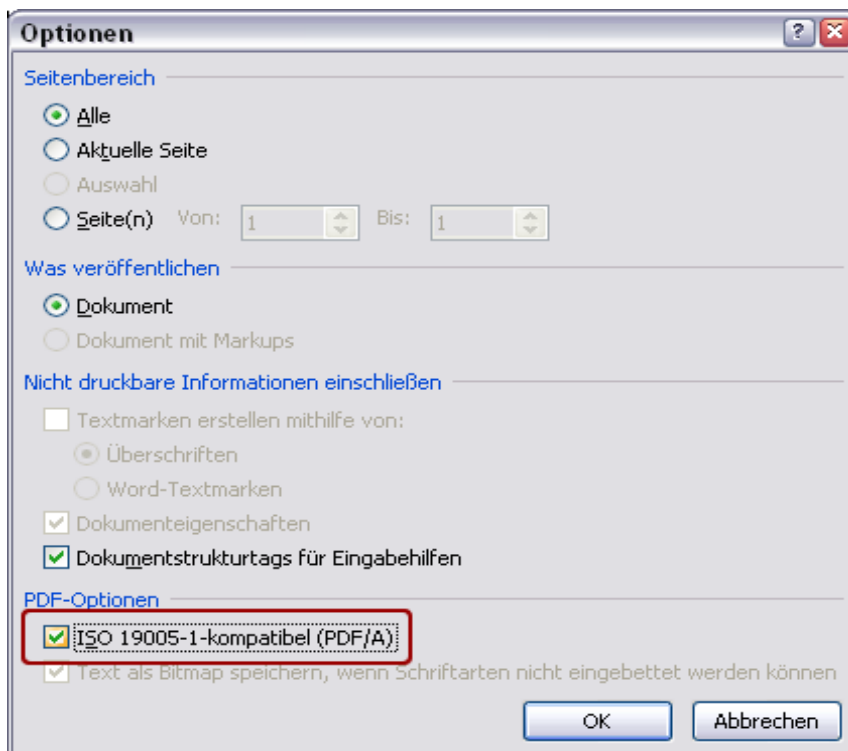 Optionen
Seitenbereich
Alle
Aktuelle Seite
Auswahl
Seite(n) Von: 1 Bis: 1
Was veröffentlichen
Dokument
Dokument mit Markups
Nicht druckbare Informationen einschließen
Textmarken erstellen mithilfe von:
Überschriften
Word-Textmarken
Dokumenteigenschaften
Dokumentstrukturtags für Eingabehilfen
PDF-Optionen
ISO 19005-1-kompatibel (PDF/A)
Text als Bitmap speichern, wenn Schriftarten nicht eingebettet werden können
OK Abbrechen